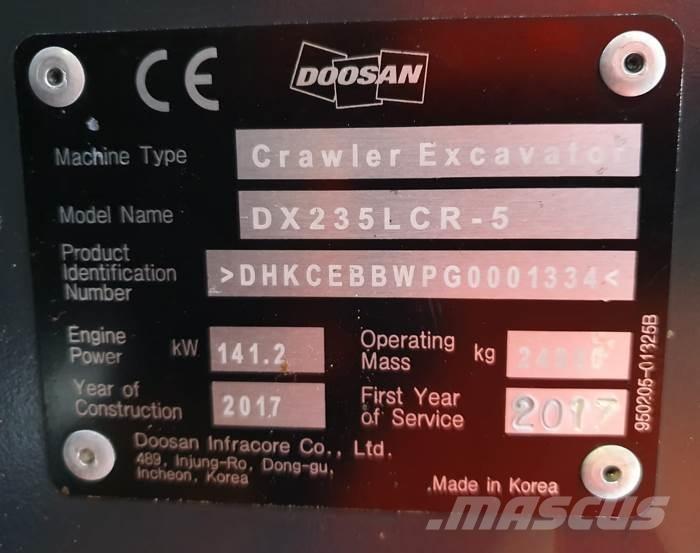 CE DOOSAN
Machine Type Crawler Excavator
Model Name DX235LCR-5
Product
Identification
Number >DHKCEBBWPG0001334<
Engine
Power kW 141.2
Operating
Mass kg
Year of
Construction 2017
First Year
of Service 2017
Doosan Infracore Co., Ltd.
489, Injung-Ro, Dong-gu,
Incheon, Korea
Made in Korea
950205-01325B
MASCUS